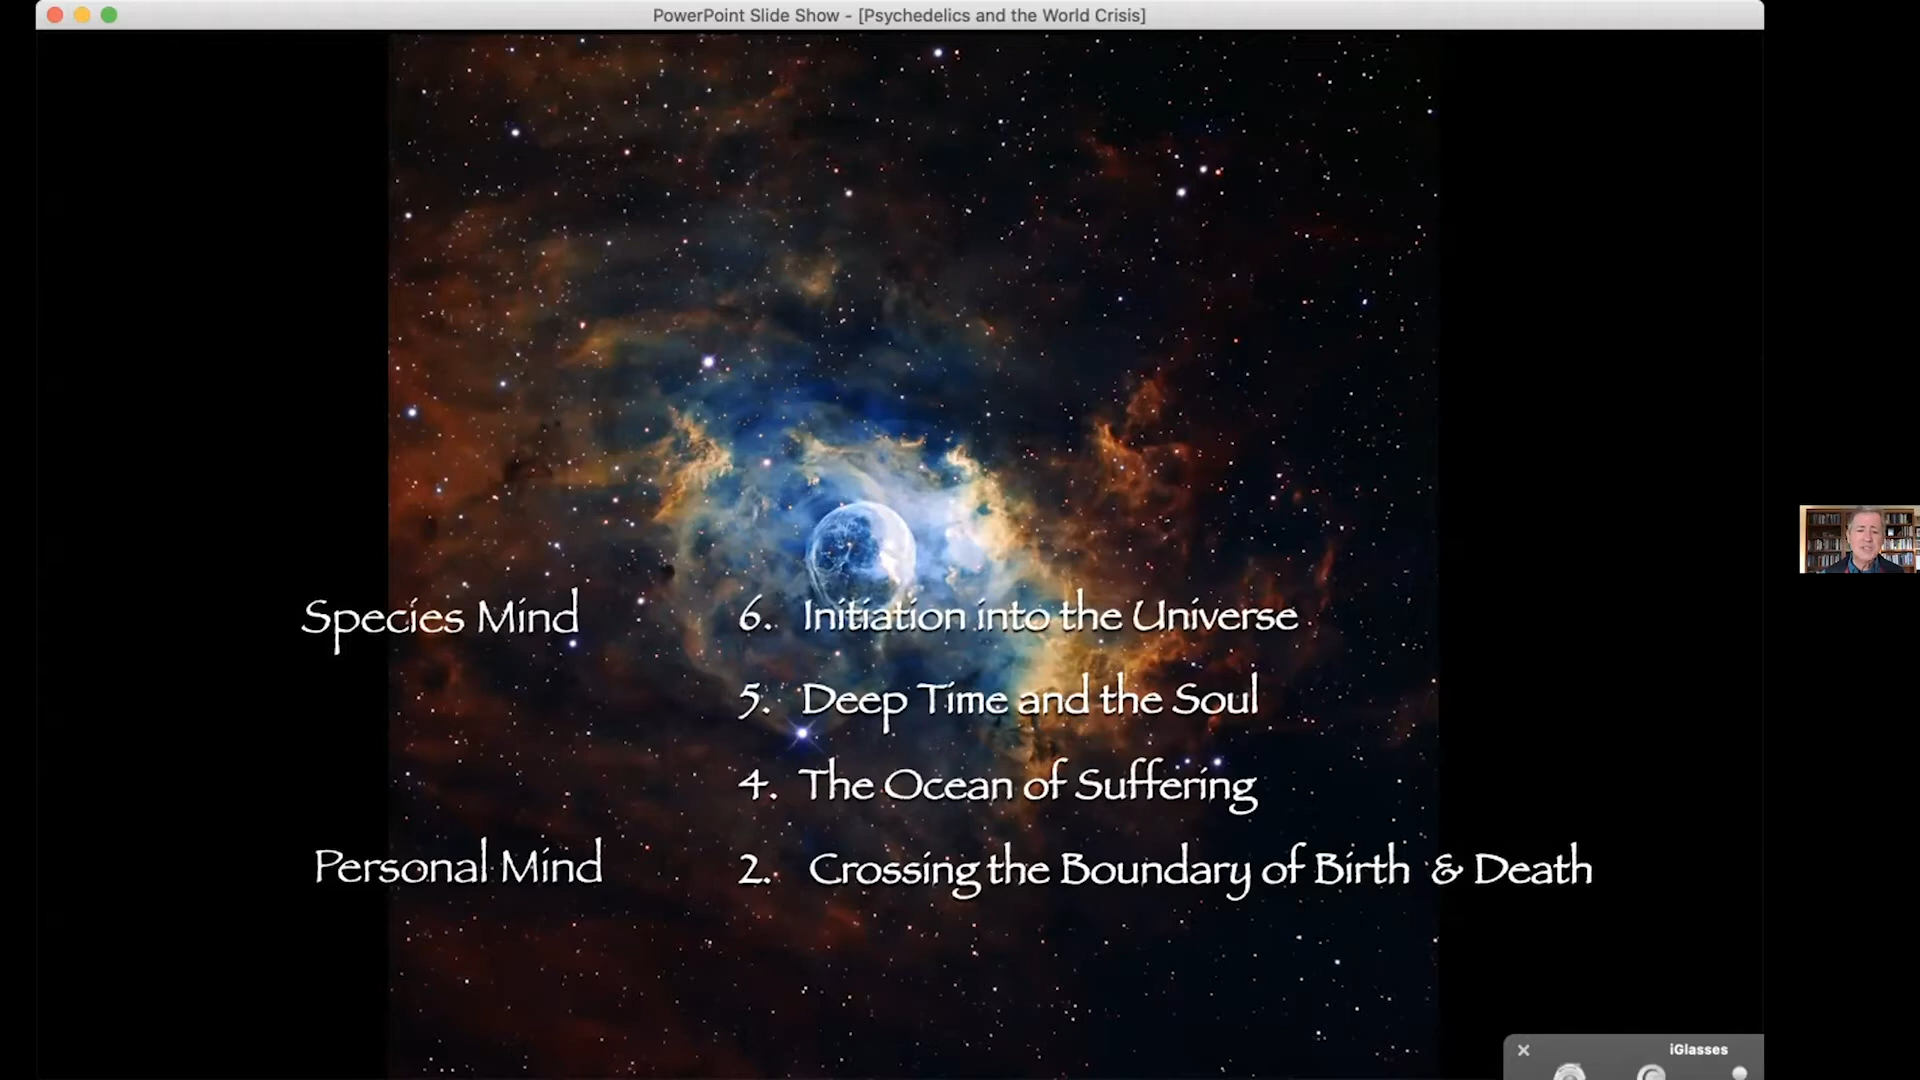 PowerPoint Slide Show - [Psychedelics and the World Crisis]
Species Mind 6. Initiation into the Universe
5. Deep Time and the Soul
4. The Ocean of Suffering
Personal Mind 2. Crossing the Boundary of Birth & Death
iGlasses